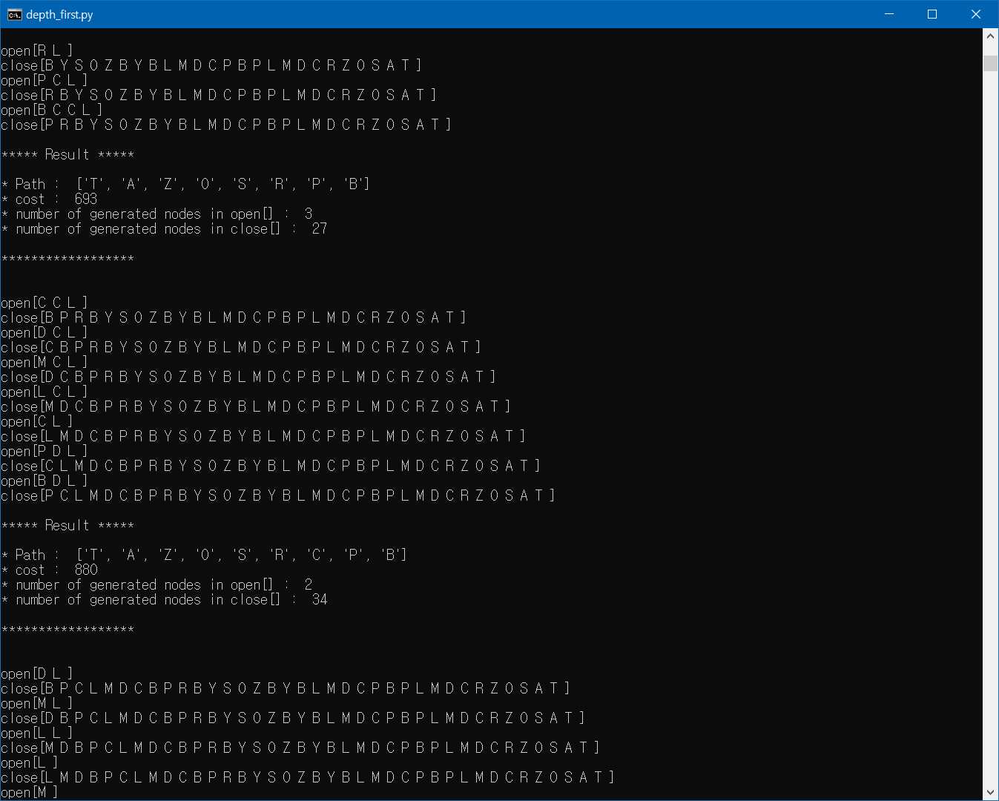 depth_first.py
open[R L ]
close[B Y S O Z B Y B L M D C P B P L M D C R Z O S A T ]
open[P C L ]
close[R B Y S O Z B Y B L M D C P B P L M D C R Z O S A T ]
open[B C C L ]
close[P R B Y S O Z B Y B L M D C P B P L M D C R Z O S A T ]
***** Result *****
* Path :  ['T', 'A', 'Z', 'O', 'S', 'R', 'P', 'B']
* cost :  693
* number of generated nodes in open[] :  3
* number of generated nodes in close[] :  27
******************
open[C C L ]
close[B P R B Y S O Z B Y B L M D C P B P L M D C R Z O S A T ]
open[D C L ]
close[C B P R B Y S O Z B Y B L M D C P B P L M D C R Z O S A T ]
open[M C L ]
close[D C B P R B Y S O Z B Y B L M D C P B P L M D C R Z O S A T ]
open[L C L ]
close[M D C B P R B Y S O Z B Y B L M D C P B P L M D C R Z O S A T ]
open[C L ]
close[L M D C B P R B Y S O Z B Y B L M D C P B P L M D C R Z O S A T ]
open[P D L ]
close[C L M D C B P R B Y S O Z B Y B L M D C P B P L M D C R Z O S A T ]
open[B D L ]
close[P C L M D C B P R B Y S O Z B Y B L M D C P B P L M D C R Z O S A T ]
***** Result *****
* Path :  ['T', 'A', 'Z', 'O', 'S', 'R', 'C', 'P', 'B']
* cost :  880
* number of generated nodes in open[] :  2
* number of generated nodes in close[] :  34
******************
open[D L ]
close[B P C L M D C B P R B Y S O Z B Y B L M D C P B P L M D C R Z O S A T ]
open[M L ]
close[D B P C L M D C B P R B Y S O Z B Y B L M D C P B P L M D C R Z O S A T ]
open[L L ]
close[M D B P C L M D C B P R B Y S O Z B Y B L M D C P B P L M D C R Z O S A T ]
open[L ]
close[L M D B P C L M D C B P R B Y S O Z B Y B L M D C P B P L M D C R Z O S A T ]
open[M ]